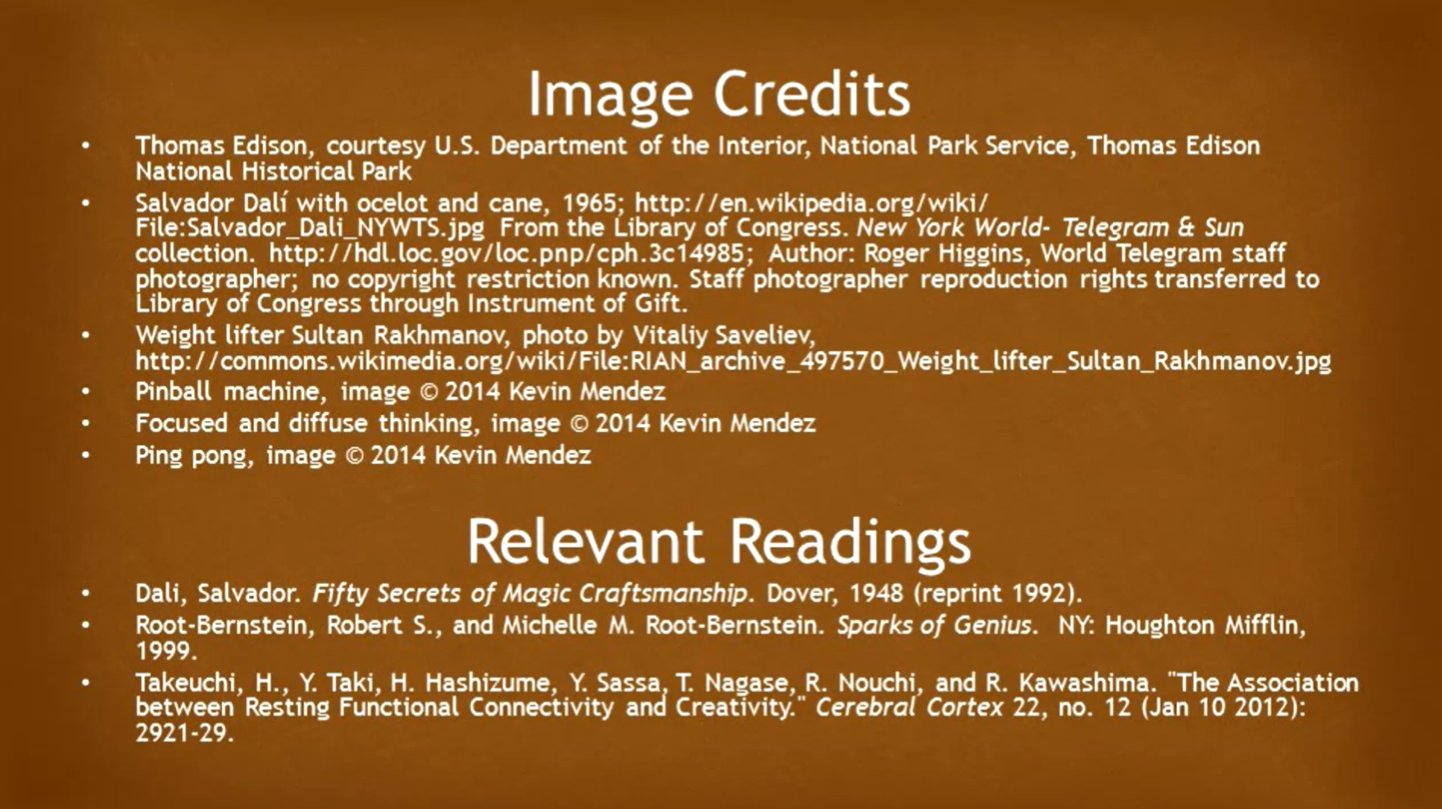 Image Credits
• Thomas Edison, courtesy U.S. Department of the Interior, National Park Service, Thomas Edison
National Historical Park
• Salvador Dalí with ocelot and cane, 1965; http://en.wikipedia.org/wiki/
File:Salvador_Dali_NYWTS.jpg From the Library of Congress. New York World- Telegram & Sun
collection. http://hdl.loc.gov/loc.pnp/cph.3c14985; Author: Roger Higgins, World Telegram staff
photographer; no copyright restriction known. Staff photographer reproduction rights transferred to
Library of Congress through Instrument of Gift.
• Weight lifter Sultan Rakhmanov, photo by Vitaliy Saveliev,
http://commons.wikimedia.org/wiki/File:RIAN_archive_497570_Weight_lifter_Sultan_Rakhmanov.jpg
• Pinball machine, image © 2014 Kevin Mendez
• Focused and diffuse thinking, image © 2014 Kevin Mendez
• Ping pong, image © 2014 Kevin Mendez
Relevant Readings
• Dali, Salvador. Fifty Secrets of Magic Craftsmanship. Dover, 1948 (reprint 1992).
• Root-Bernstein, Robert S., and Michelle M. Root-Bernstein. Sparks of Genius. NY: Houghton Mifflin,
1999.
• Takeuchi, H., Y. Taki, H. Hashizume, Y. Sassa, T. Nagase, R. Nouchi, and R. Kawashima. "The Association
between Resting Functional Connectivity and Creativity." Cerebral Cortex 22, no. 12 (Jan 10 2012):
2921-29.